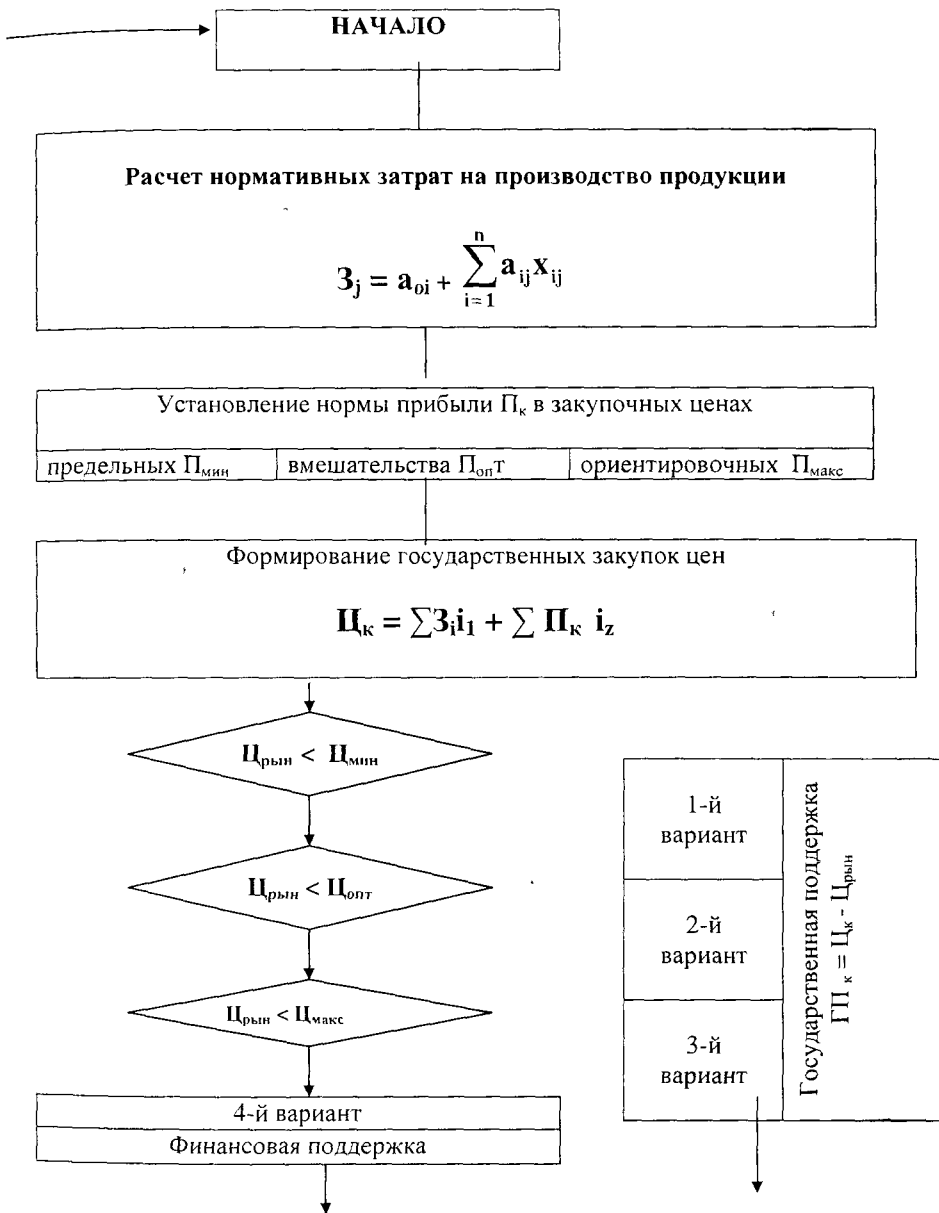 НАЧАЛО
Расчет нормативных затрат на производство продукции
З_j = a_oi + ∑_{i=1}^{n} a_ij x_ij
Установление нормы прибыли П_к в закупочных ценах
предельных П_мин
вмешательства П_опт
ориентировочных П_макс
Формирование государственных закупок цен
Ц_к = ∑З_i i_1 + ∑ П_к i_z
Ц_рын < Ц_мин
Ц_рын < Ц_опт
Ц_рын < Ц_макс
4-й вариант
Финансовая поддержка
1-й
вариант
2-й
вариант
3-й
вариант
Государственная поддержка
ГП_к = Ц_к - Ц_рын